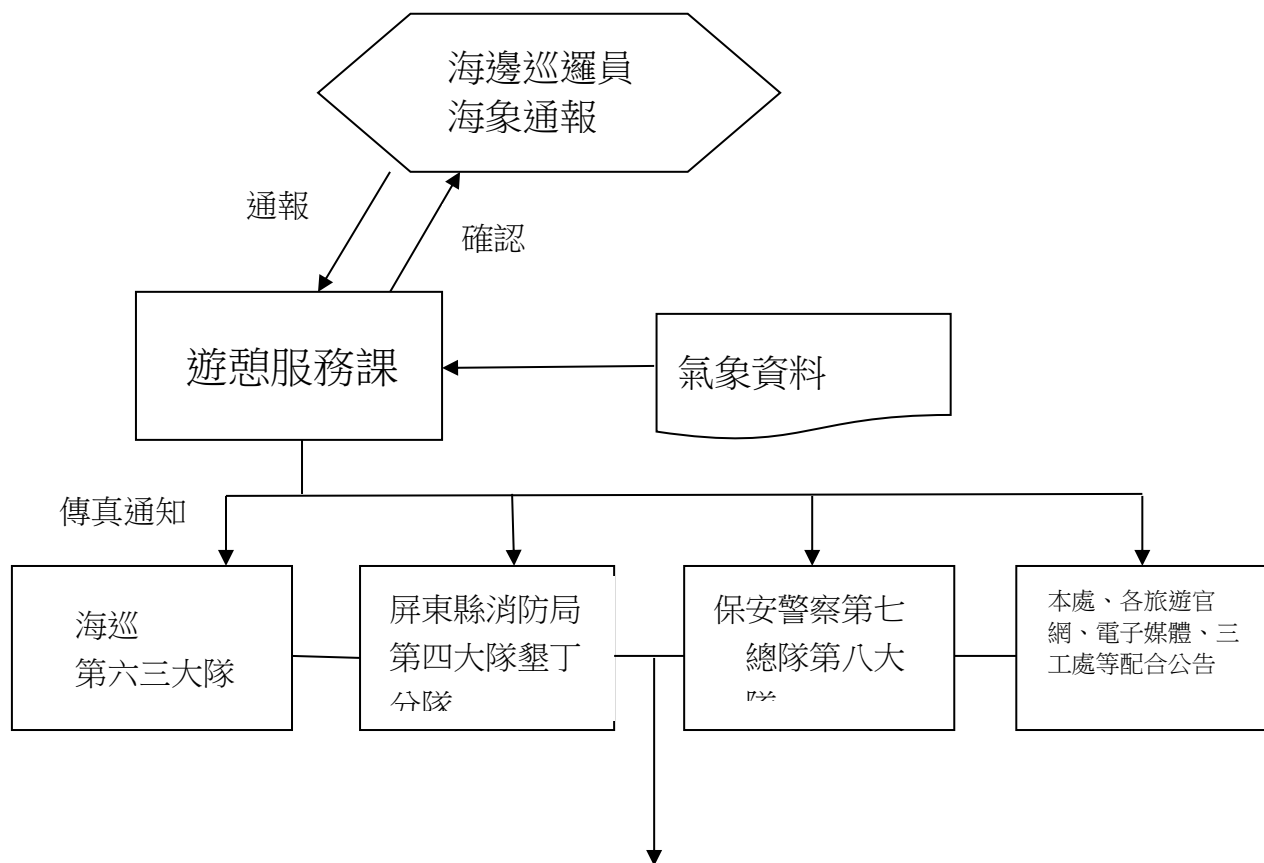 海邊巡邏員
海象通報
通報
確認
遊憩服務課
氣象資料
傳真通知
海巡
第六三大隊
屏東縣消防局
第四大隊墾丁
分隊
保安警察第七
總隊第八大
隊
本處、各旅遊官
網、電子媒體、三
工處等配合公告